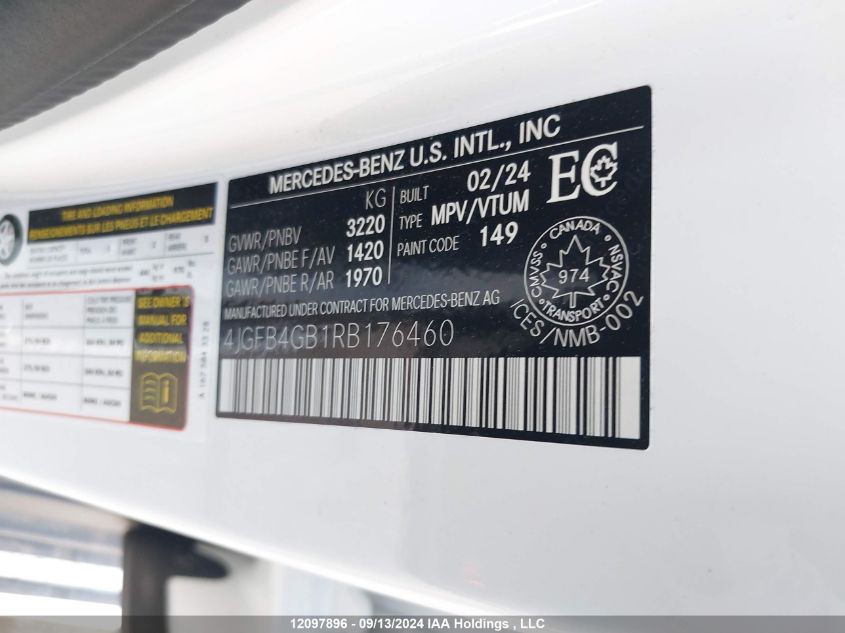 MERCEDES-BENZ U.S. INTL., INC
KG
GVWR/PNBV 3220
GAWR/PNBE F/AV 1420
GAWR/PNBE R/AR 1970
BUILT 02/24
TYPE MPV/VTUM
PAINT CODE 149
EC
CANADA
CMVSS
NSVAC
974
TRANSPORT
ICES/NMB-002
MANUFACTURED UNDER CONTRACT FOR MERCEDES-BENZ AG
4JGFB4GB1RB176460
TIRE AND LOADING INFORMATION
RENSEIGNEMENTS SUR LES PNEUS ET LE CHARGEMENT
SEE OWNER'S
MANUAL FOR
ADDITIONAL
INFORMATION
12097896 - 09/13/2024 IAA Holdings , LLC